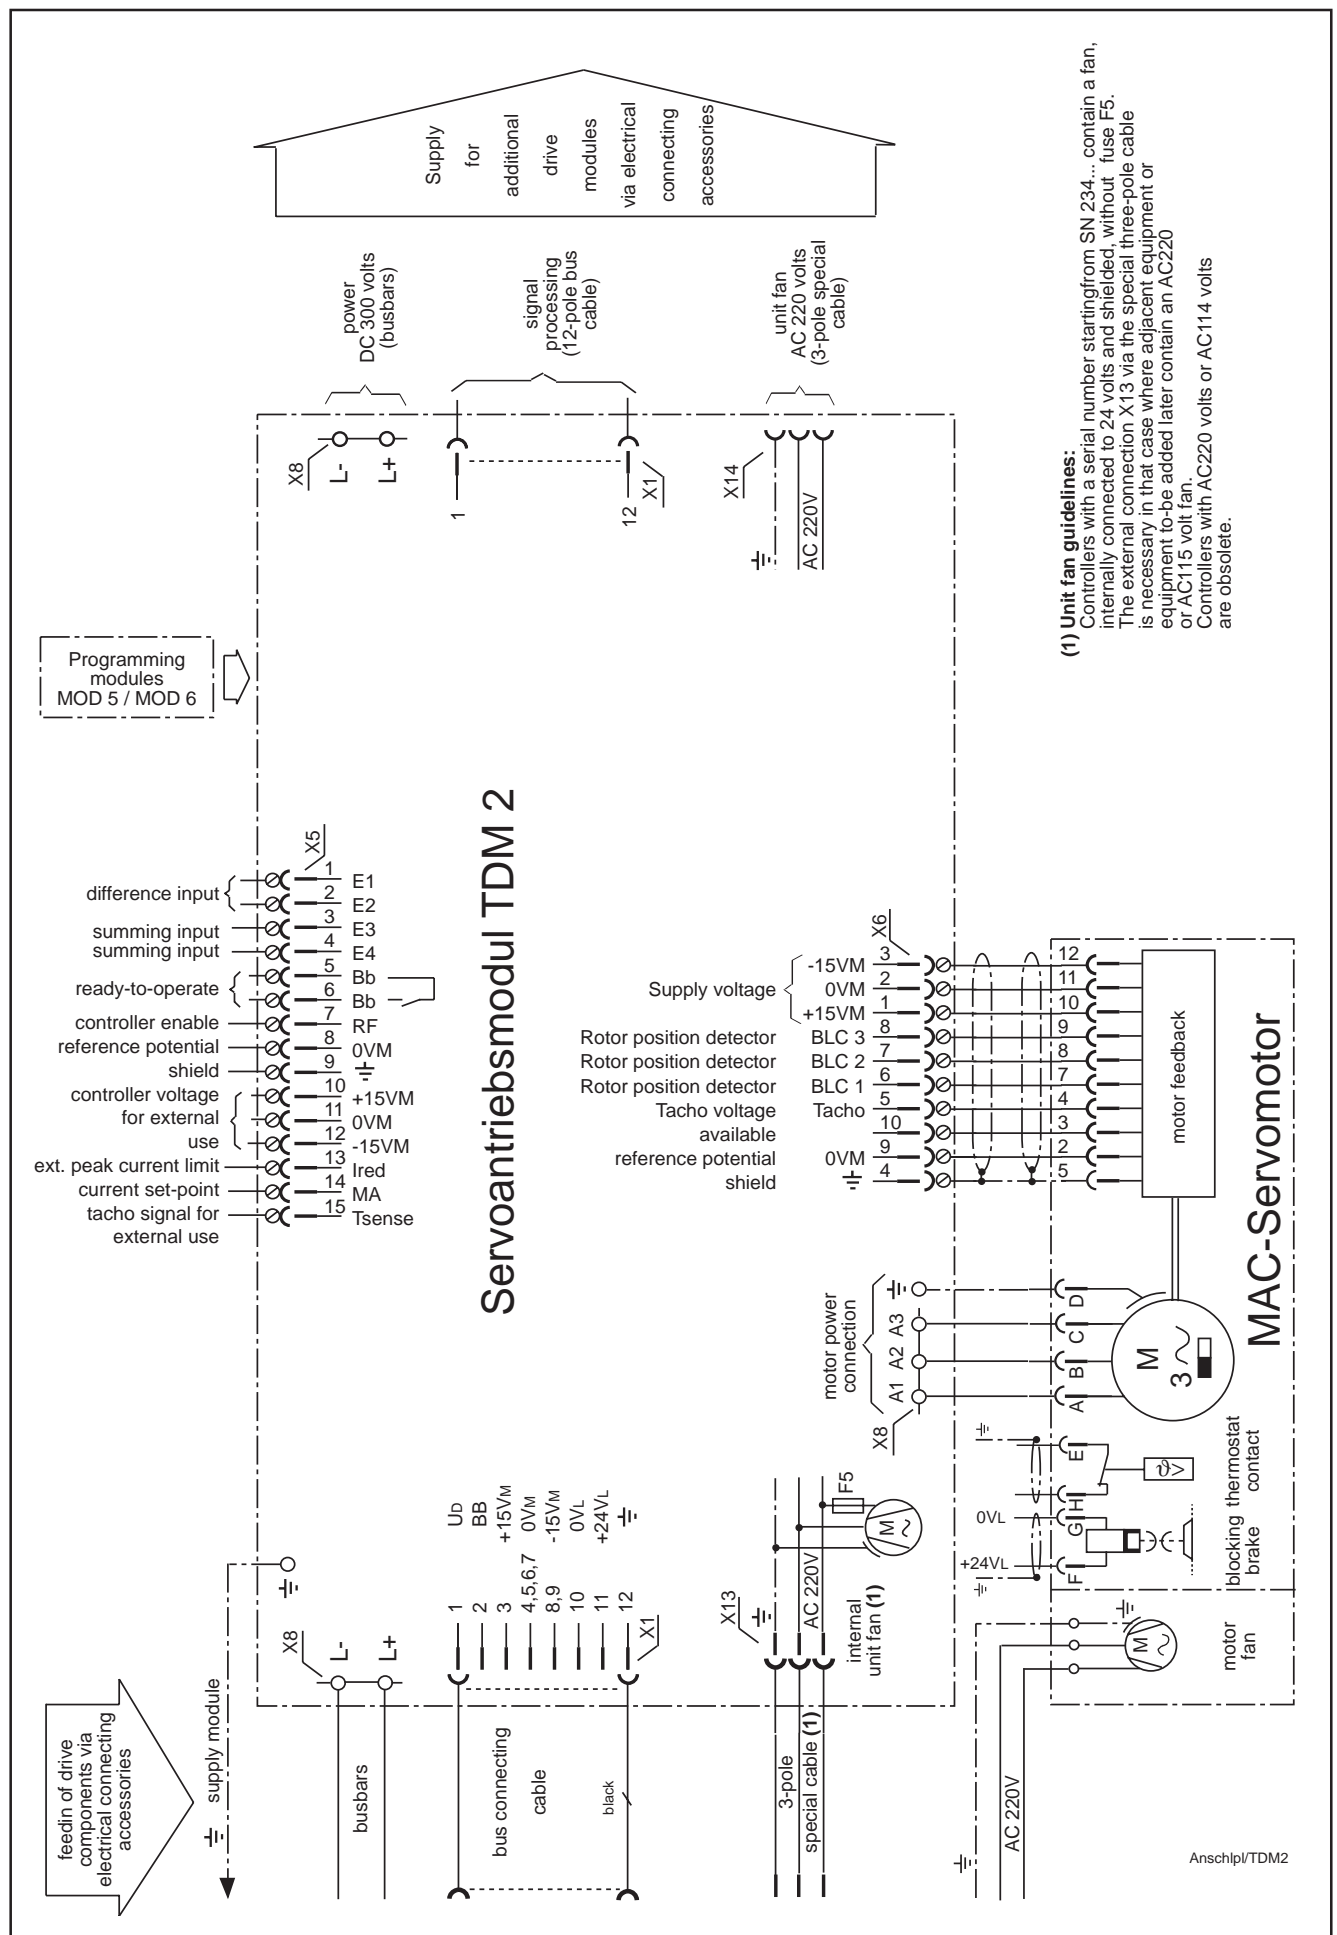 Supply
for
additional
drive
modules
via electrical
connecting
accessories
power
DC 300 volts
(busbars)
signal
processing
(12-pole bus
cable)
unit fan
AC 220 volts
(3-pole special
cable)
X8
L-
L+
1
12
X1
X14
AC 220V
(1) Unit fan guidelines:
Controllers with a serial number startingfrom SN 234... contain a fan,
internally connected to 24 volts and shielded, without fuse F5.
The external connection X13 via the special three-pole cable
is necessary in that case where adjacent equipment or
equipment to-be added later contain an AC220
or AC115 volt fan.
Controllers with AC220 volts or AC114 volts
are obsolete.
Programming
modules
MOD 5 / MOD 6
Servoantriebsmodul TDM 2
X5
difference input
1 E1
2 E2
summing input 3 E3
summing input 4 E4
ready-to-operate
5 Bb
6 Bb
controller enable 7 RF
reference potential 8 0VM
shield 9
controller voltage
for external
use
10 +15VM
11 0VM
12 -15VM
ext. peak current limit 13 Ired
current set-point 14 MA
tacho signal for
external use
15 Tsense
X6
Supply voltage
-15VM 3 12
0VM 2 11
+15VM 1 10
Rotor position detector BLC 3 8 9
Rotor position detector BLC 2 7 8
Rotor position detector BLC 1 6 7
Tacho voltage Tacho 5 4
available 10 3
reference potential 0VM 9 2
shield 4 5
motor feedback
MAC-Servomotor
motor power
connection
X8
A1
A2
A3
A
B
C
D
M
3
E
H
G
F
0VL
+24VL
ϑ>
blocking thermostat
brake contact
motor
fan
M
AC 220V
feedin of drive
components via
electrical connecting
accessories
supply module
X8
L-
L+
busbars
1 UD
2 BB
3 +15VM
4,5,6,7 0VM
8,9 -15VM
10 0VL
11 +24VL
12
X1
bus connecting
cable
black
X13
AC 220V
F5
M
internal
unit fan (1)
3-pole
special cable (1)
Anschlpl/TDM2